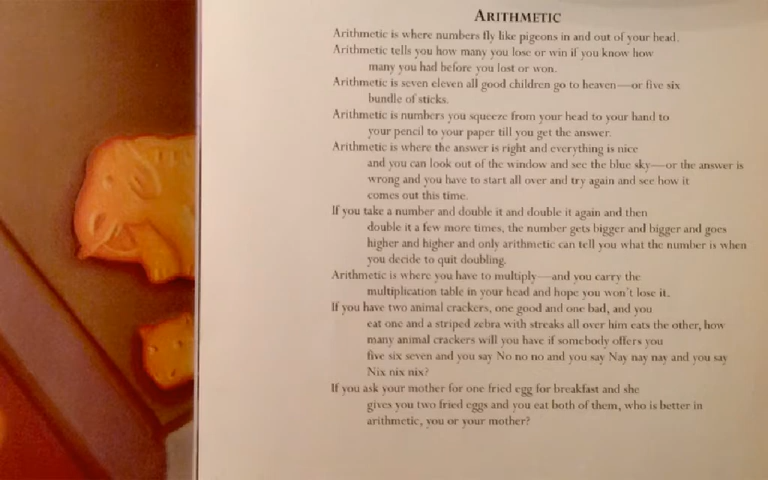 ARITHMETIC
Arithmetic is where numbers fly like pigeons in and out of your head.
Arithmetic tells you how many you lose or win if you know how
many you had before you lost or won.
Arithmetic is seven eleven all good children go to heaven—or five six
bundle of sticks.
Arithmetic is numbers you squeeze from your head to your hand to
your pencil to your paper till you get the answer.
Arithmetic is where the answer is right and everything is nice
and you can look out of the window and see the blue sky—or the answer is
wrong and you have to start all over and try again and see how it
comes out this time.
If you take a number and double it and double it again and then
double it a few more times, the number gets bigger and bigger and goes
higher and higher and only arithmetic can tell you what the number is when
you decide to quit doubling.
Arithmetic is where you have to multiply—and you carry the
multiplication table in your head and hope you won't lose it.
If you have two animal crackers, one good and one bad, and you
eat one and a striped zebra with streaks all over him eats the other, how
many animal crackers will you have if somebody offers you
five six seven and you say No no no and you say Nay nay nay and you say
Nix nix nix?
If you ask your mother for one fried egg for breakfast and she
gives you two fried eggs and you eat both of them, who is better in
arithmetic, you or your mother?